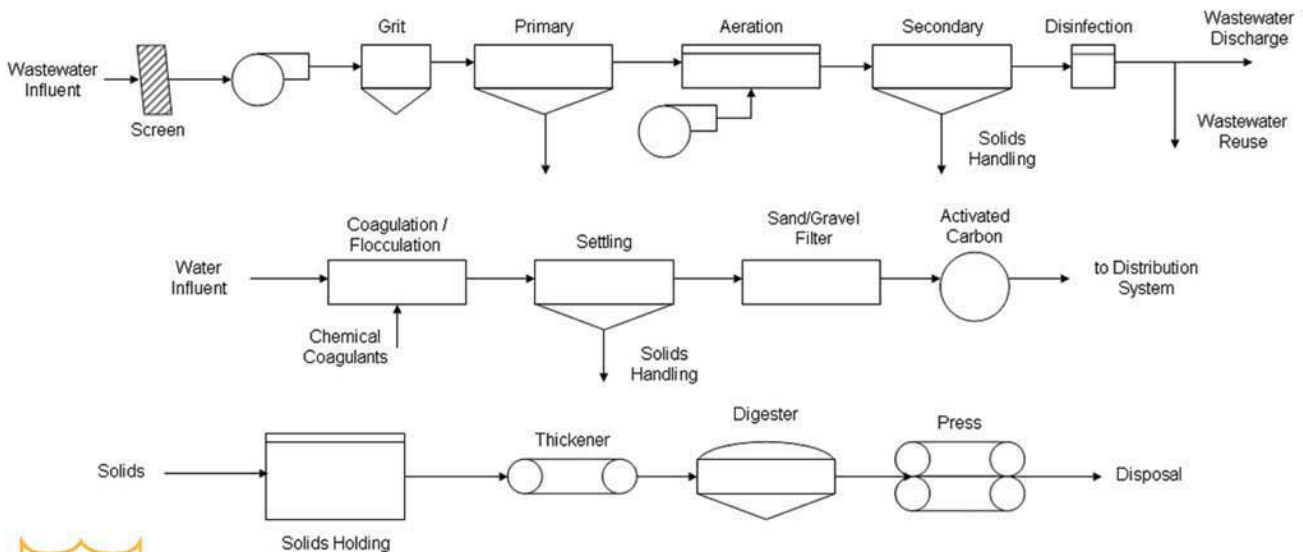 Grit
Primary
Aeration
Secondary
Disinfection
Wastewater
Discharge
Wastewater
Influent
Screen
Solids
Handling
Wastewater
Reuse
Coagulation /
Flocculation
Settling
Sand/Gravel
Filter
Activated
Carbon
Water
Influent
to Distribution
System
Chemical
Coagulants
Solids
Handling
Solids
Thickener
Digester
Press
Disposal
Solids Holding